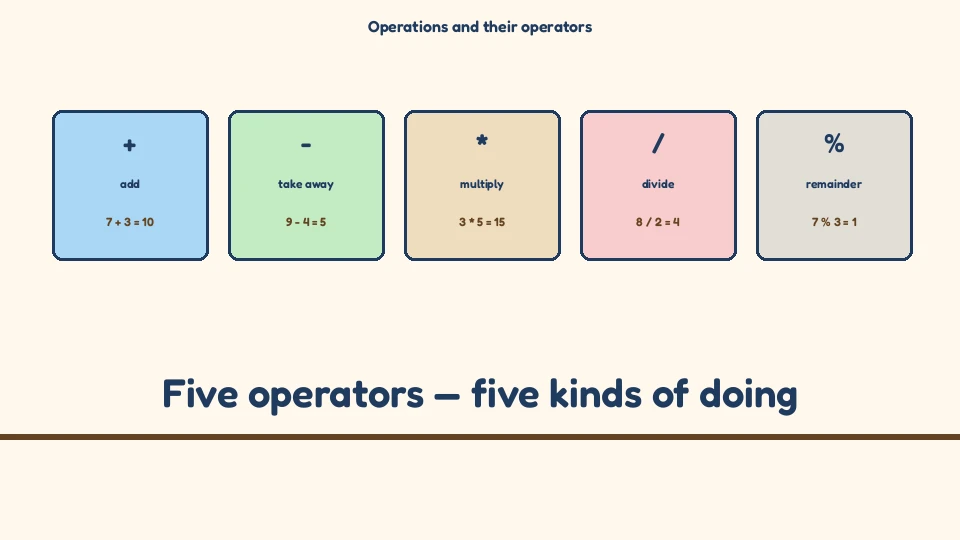 Operations and their operators
+
add
7 + 3 = 10
-
take away
9 - 4 = 5
*
multiply
3 * 5 = 15
/
divide
8 / 2 = 4
%
remainder
7 % 3 = 1
Five operators — five kinds of doing